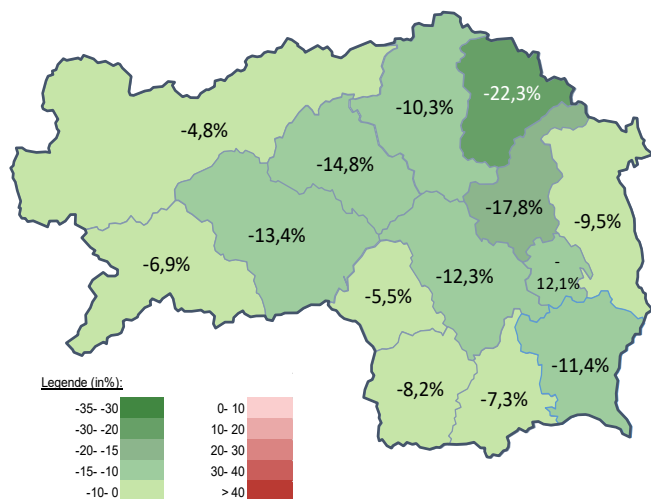 -22,3%
-10,3%
-4,8%
-14,8%
-17,8%
-9,5%
-13,4%
-6,9%
-12,3%
-
12,1%
-5,5%
-11,4%
-8,2%
-7,3%
Legende (in%):
-35- -30 0- 10
-30- -20 10- 20
-20- -15 20- 30
-15- -10 30- 40
-10- 0 > 40